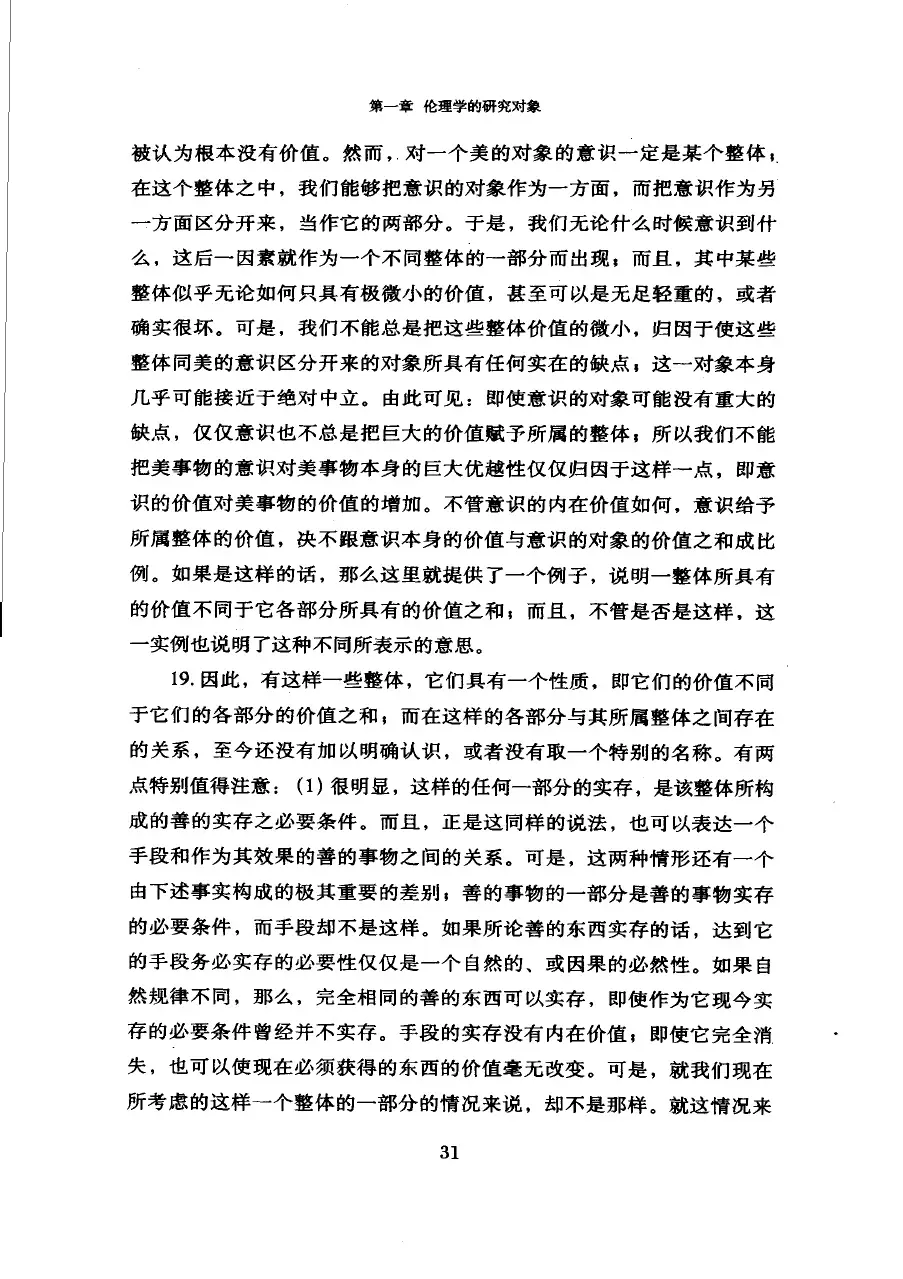 第一章 伦理学的研究对象
被认为根本没有价值。然而，对一个美的对象的意识一定是某个整体；
在这个整体之中，我们能够把意识的对象作为一方面，而把意识作为另
一方面区分开来，当作它的两部分。于是，我们无论什么时候意识到什
么，这后一因素就作为一个不同整体的一部分而出现；而且，其中某些
整体似乎无论如何只具有极微小的价值，甚至可以是无足轻重的，或者
确实很坏。可是，我们不能总是把这些整体价值的微小，归因于使这些
整体同美的意识区分开来的对象所具有任何实在的缺点；这一对象本身
几乎可能接近于绝对中立。由此可见：即使意识的对象可能没有重大的
缺点，仅仅意识也不总是把巨大的价值赋予所属的整体；所以我们不能
把美事物的意识对美事物本身的巨大优越性仅仅归因于这样一点，即意
识的价值对美事物的价值的增加。不管意识的内在价值如何，意识给予
所属整体的价值，决不跟意识本身的价值与意识的对象的价值之和成比
例。如果是这样的话，那么这里就提供了一个例子，说明一整体所具有
的价值不同于它各部分所具有的价值之和；而且，不管是否是这样，这
一实例也说明了这种不同所表示的意思。
19.因此，有这样一些整体，它们具有一个性质，即它们的价值不同
于它们的各部分的价值之和；而在这样的各部分与其所属整体之间存在
的关系，至今还没有加以明确认识，或者没有取一个特别的名称。有两
点特别值得注意：(1)很明显，这样的任何一部分的实存，是该整体所构
成的善的实存之必要条件。而且，正是这同样的说法，也可以表达一个
手段和作为其效果的善的事物之间的关系。可是，这两种情形还有一个
由下述事实构成的极其重要的差别；善的事物的一部分是善的事物实存
的必要条件，而手段却不是这样。如果所论善的东西实存的话，达到它
的手段务必实存的必要性仅仅是一个自然的、或因果的必然性。如果自
然规律不同，那么，完全相同的善的东西可以实存，即使作为它现今实
存的必要条件曾经并不实存。手段的实存没有内在价值；即使它完全消
失，也可以使现在必须获得的东西的价值毫无改变。可是，就我们现在
所考虑的这样一个整体的一部分的情况来说，却不是那样。就这情况来
31